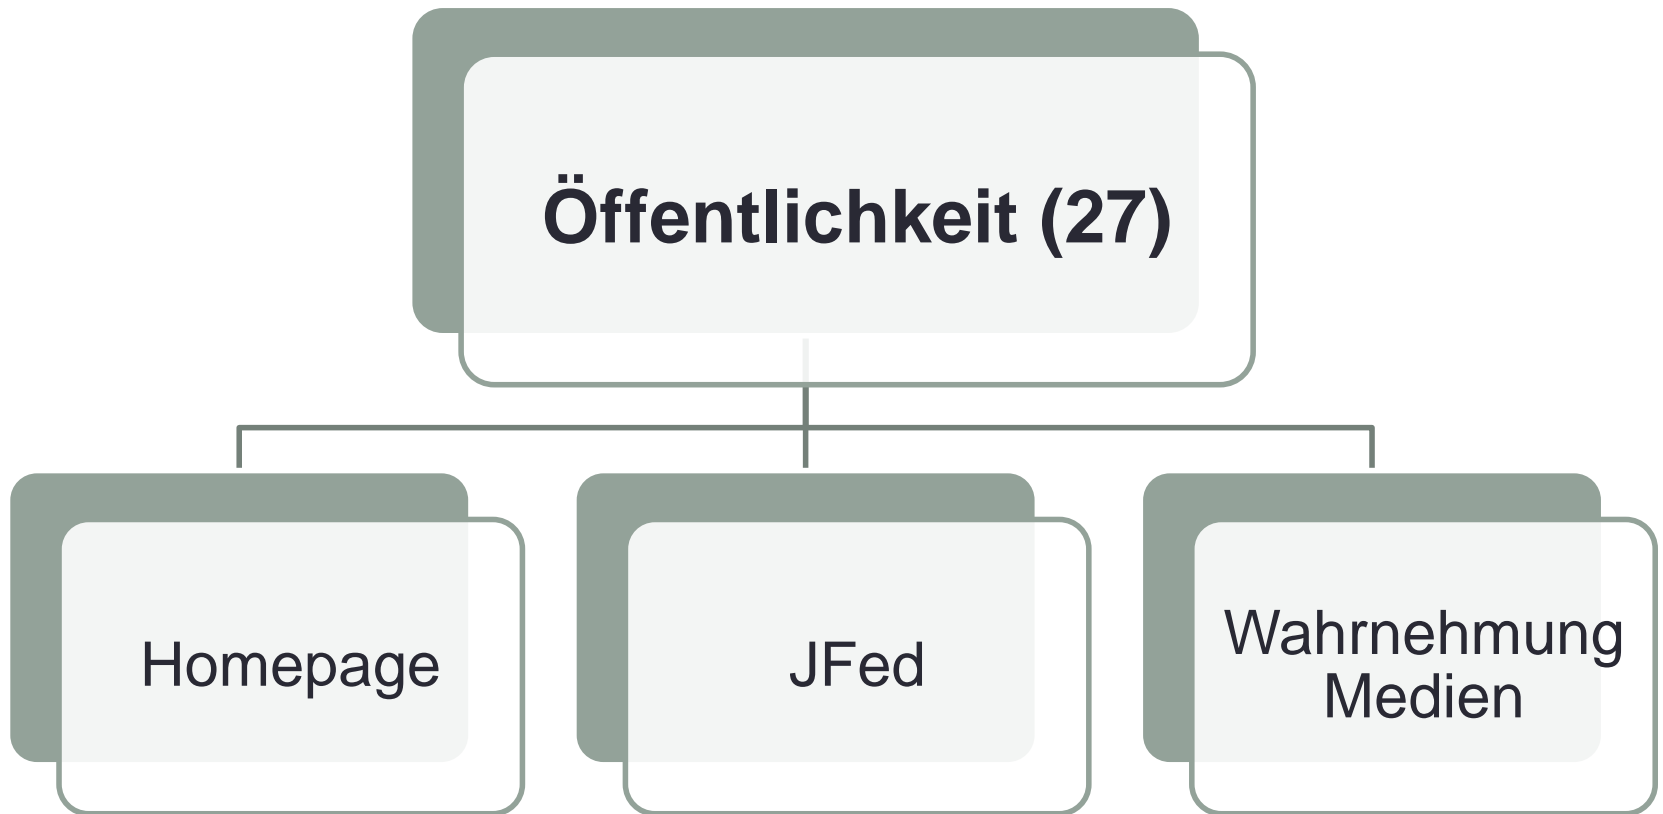 Öffentlichkeit (27)
Homepage
JFed
Wahrnehmung
Medien